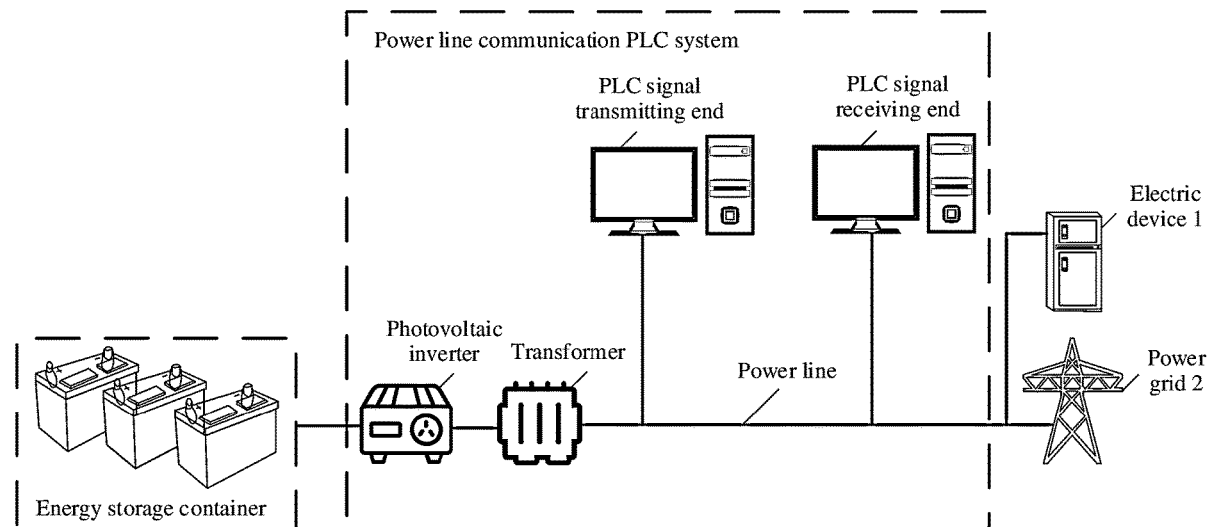 Power line communication PLC system
PLC signal
transmitting end
PLC signal
receiving end
Electric
device 1
Photovoltaic
inverter
Transformer
Power line
Power
grid 2
Energy storage container